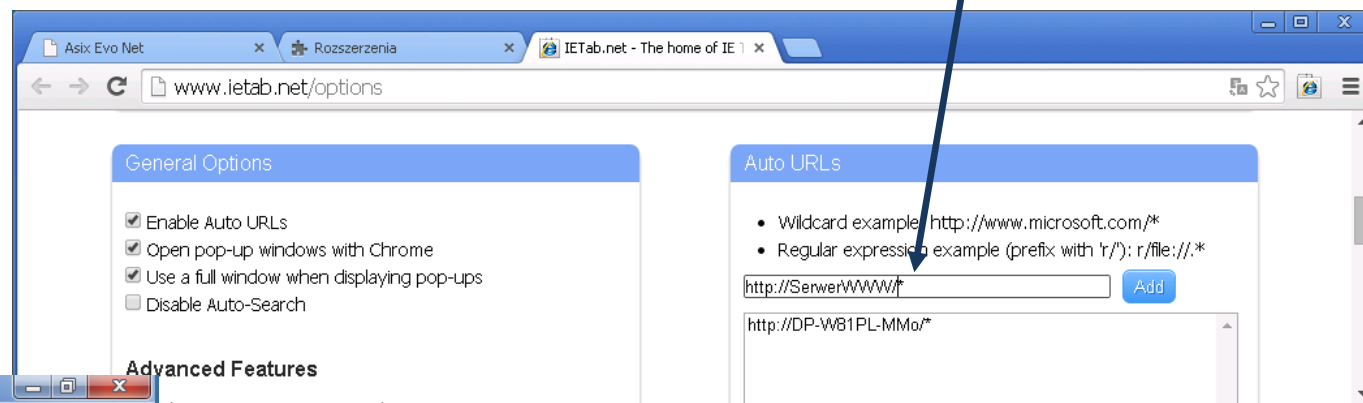 Asix Evo Net
Rozszerzenia
IETab.net - The home of IE T
www.ietab.net/options
General Options
Enable Auto URLs
Open pop-up windows with Chrome
Use a full window when displaying pop-ups
Disable Auto-Search
Advanced Features
Auto URLs
Wildcard example: http://www.microsoft.com/*
Regular expression example (prefix with 'r/'): r/file://.*
http://SerwerWWW/*
Add
http://DP-W81PL-MMo/*